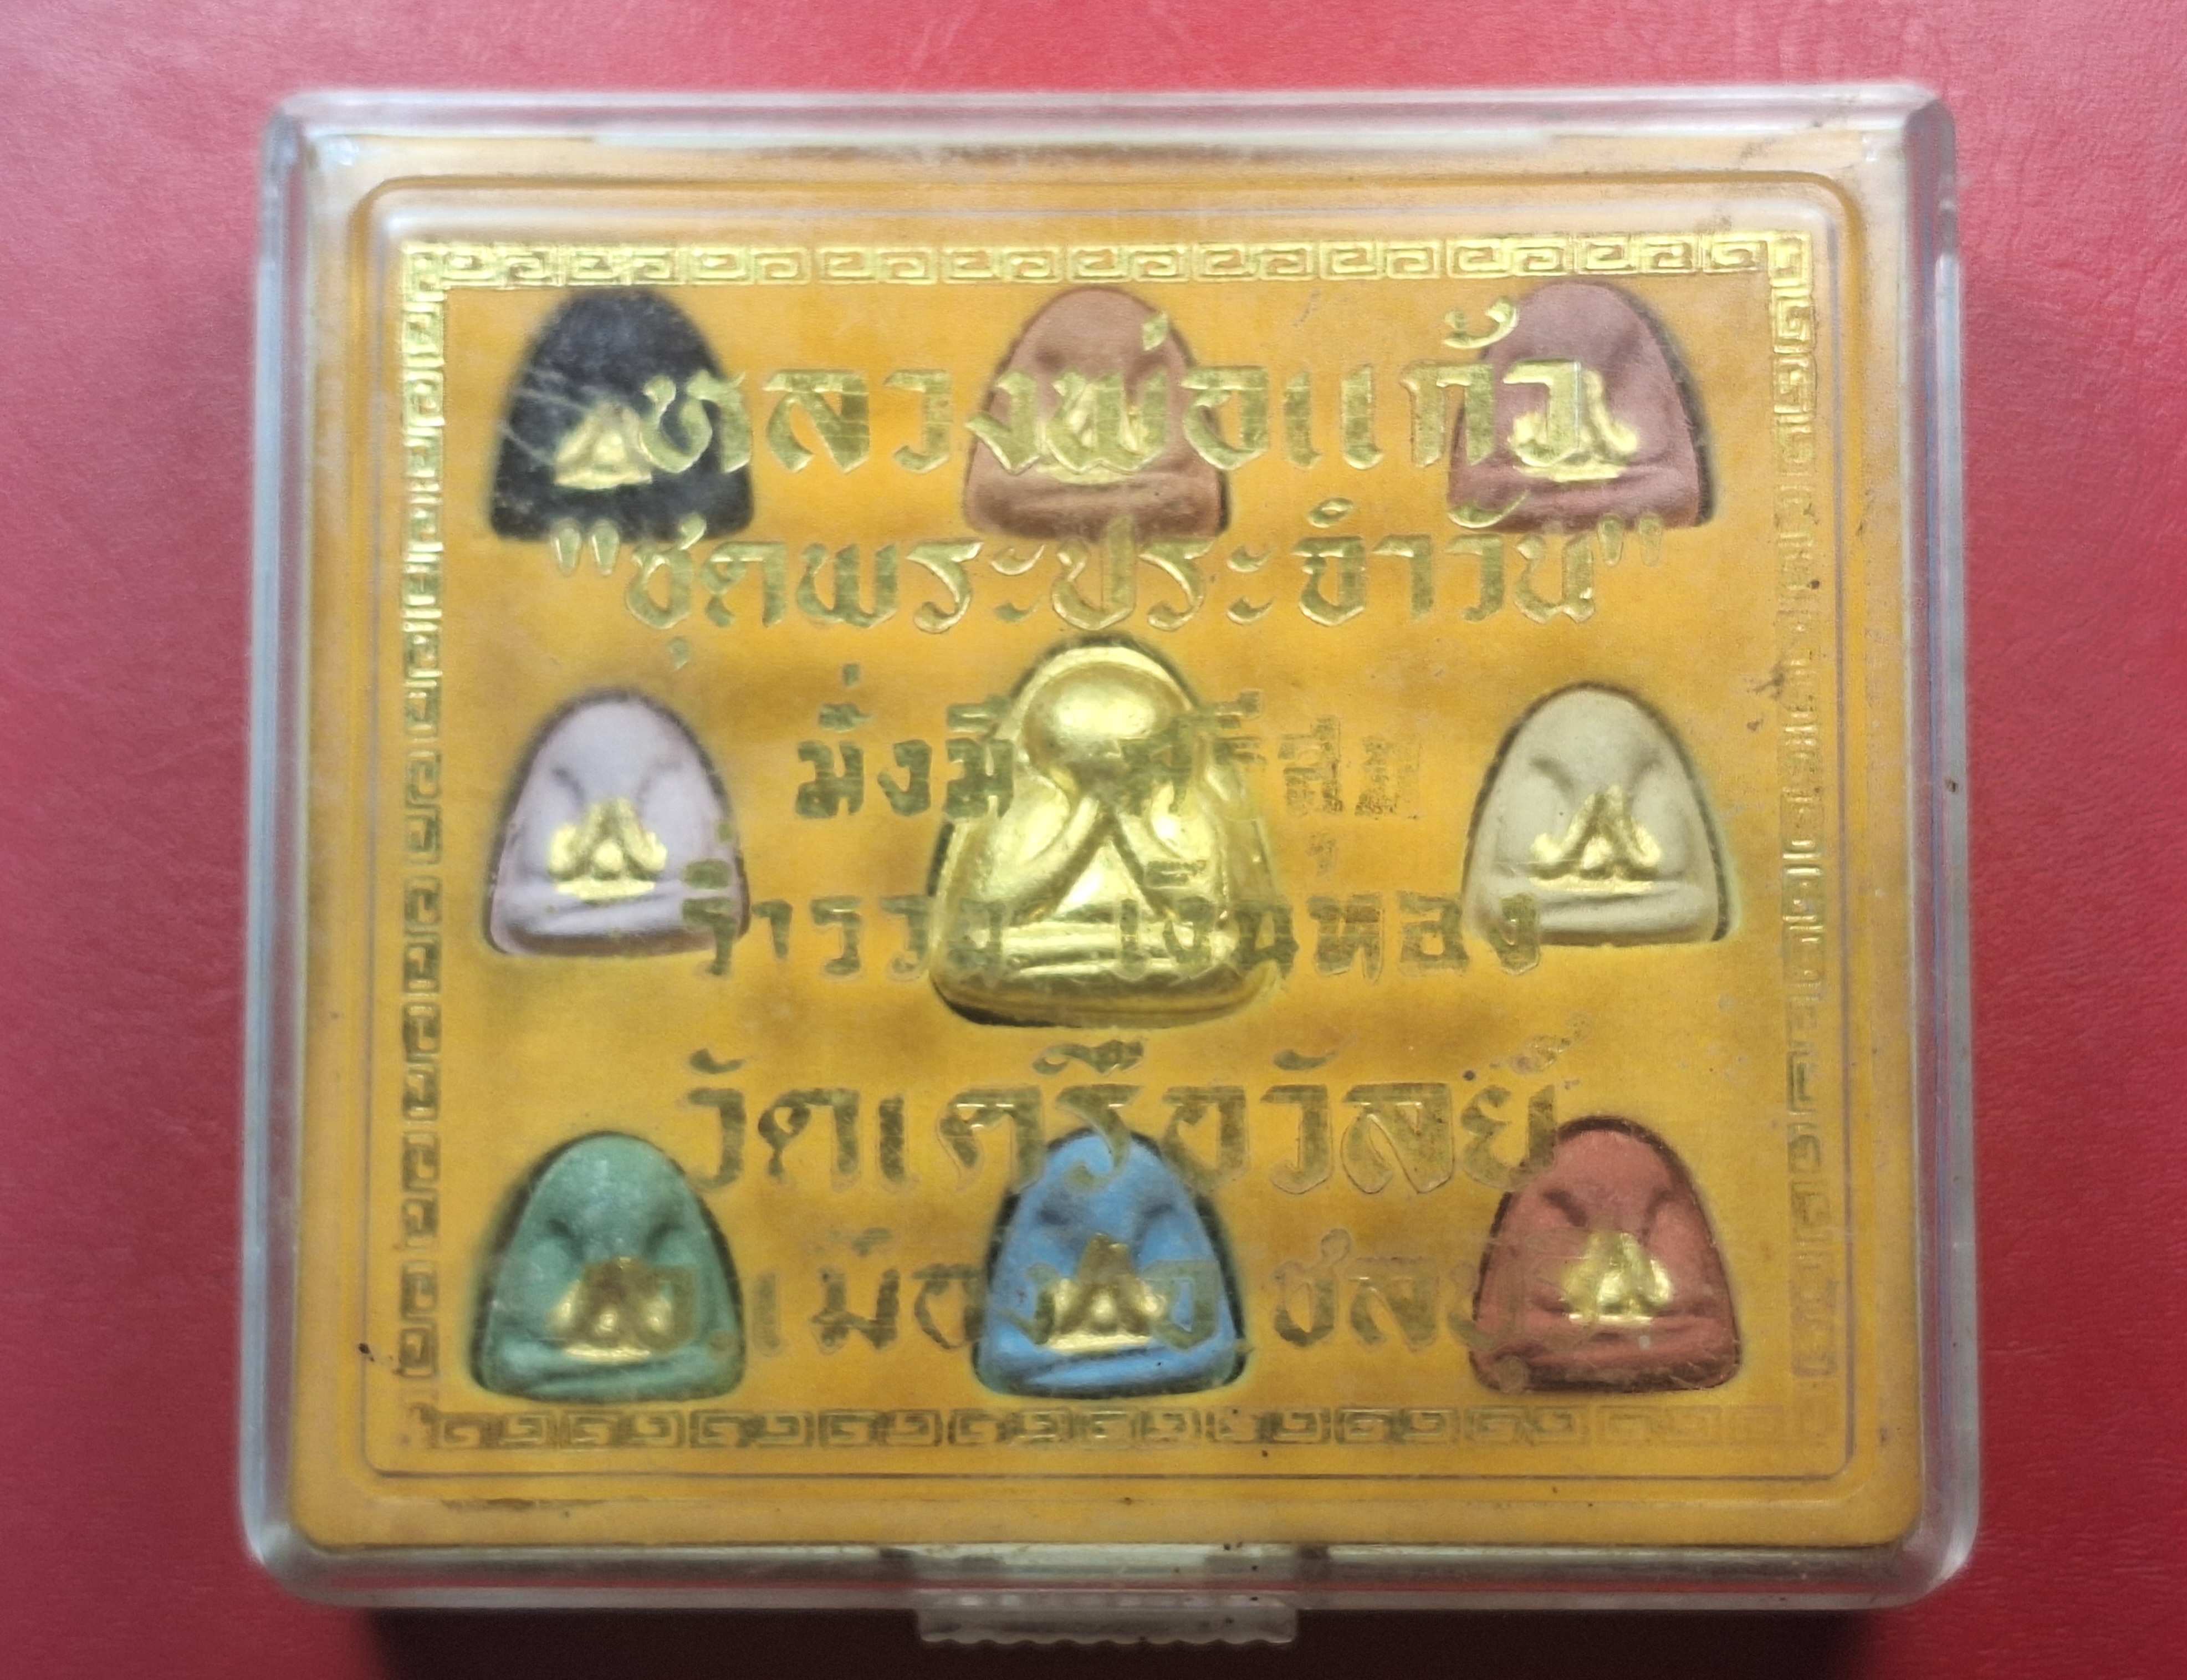 หลวงพ่อแก้ว
"ชุดพระประจำวัน"
มั่งมี ศรีสุข
ร่ำรวย เงินทอง
วัดเครือวัลย์
อ.เมือง จ.ชลบุรี